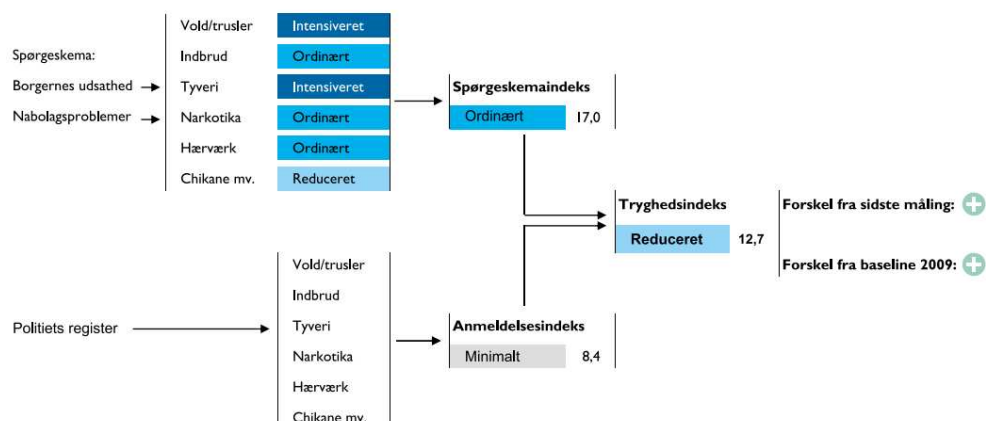 Spørgeskema:
Borgernes udsathed
Nabolagsproblemer
Vold/trusler Intensiveret
Indbrud Ordinært
Tyveri Intensiveret
Narkotika Ordinært
Hærværk Ordinært
Chikane mv. Reduceret
Spørgeskemaindeks
Ordinært 17,0
Tryghedsindeks
Reduceret 12,7
Forskel fra sidste måling:
Forskel fra baseline 2009:
Politiets register
Vold/trusler
Indbrud
Tyveri
Narkotika
Hærværk
Chikane mv.
Anmeldelsesindeks
Minimalt 8,4